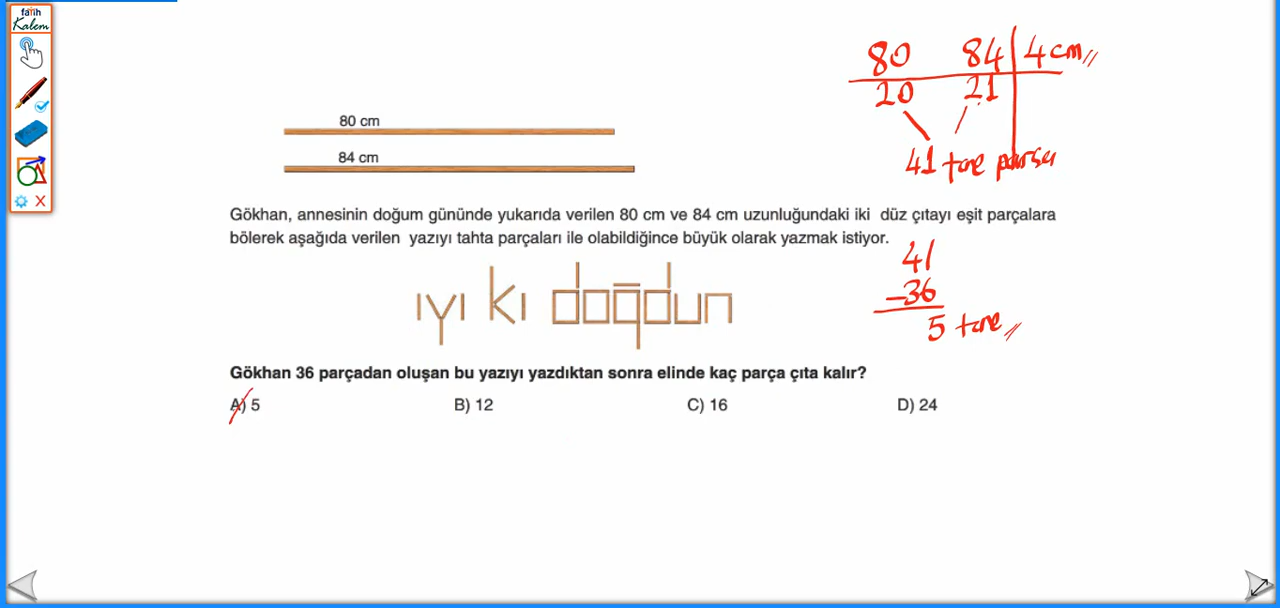 fatih
Kalem
80 84 4 cm
20 21
41 tane parça
80 cm
84 cm
Gökhan, annesinin doğum gününde yukarıda verilen 80 cm ve 84 cm uzunluğundaki iki düz çıtayı eşit parçalara
bölerek aşağıda verilen yazıyı tahta parçaları ile olabildiğince büyük olarak yazmak istiyor.
ıyı kı doğdun
41
-36
5 tane
Gökhan 36 parçadan oluşan bu yazıyı yazdıktan sonra elinde kaç parça çıta kalır?
A) 5 B) 12 C) 16 D) 24